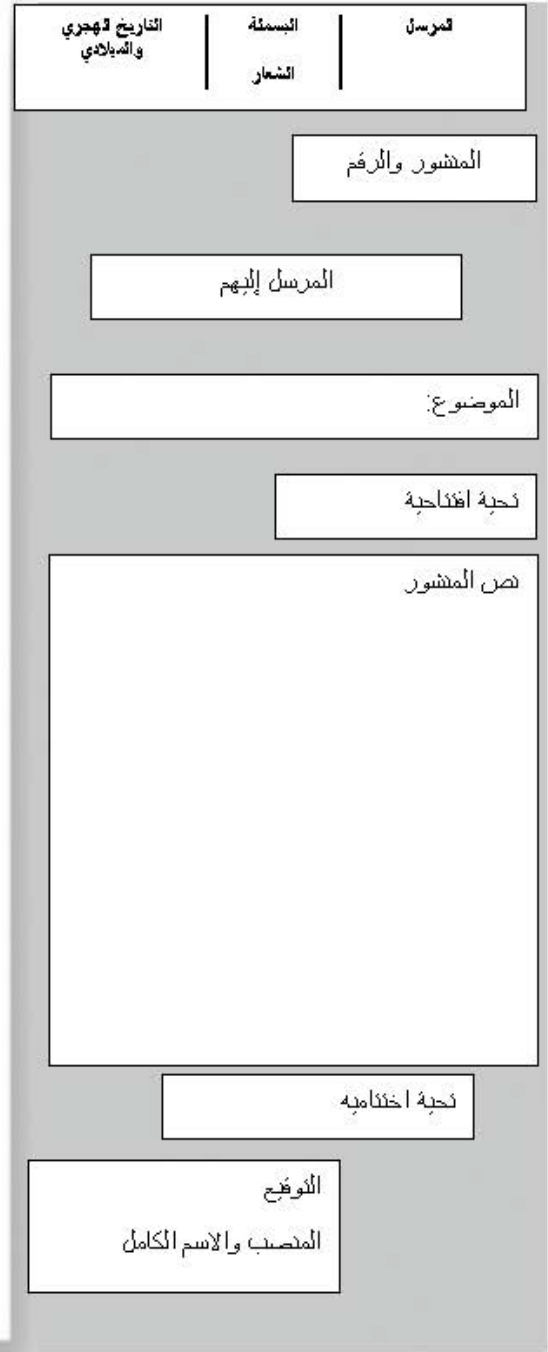 المرسل
البسملة
الشعار
التاريخ الهجري
والميلادي
المنشور والرقم
المرسل إليهم
الموضوع:
تحية افتتاحية
نص المنشور
تحية اختتاميه
التوقيع
المنصب والاسم الكامل